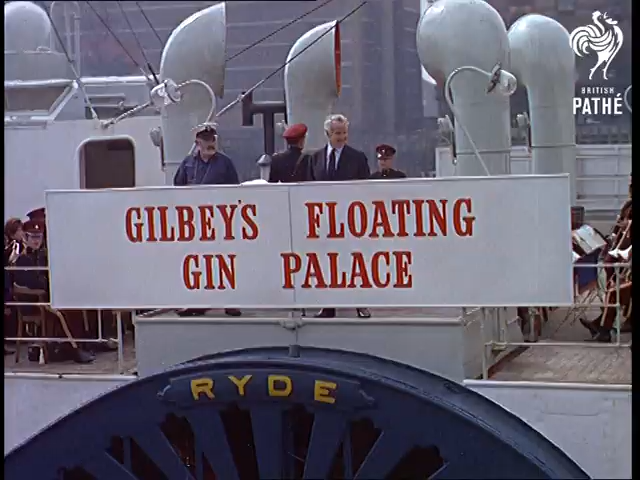 BRITISH
PATHÉ
GILBEY'S FLOATING
GIN PALACE
RYDE